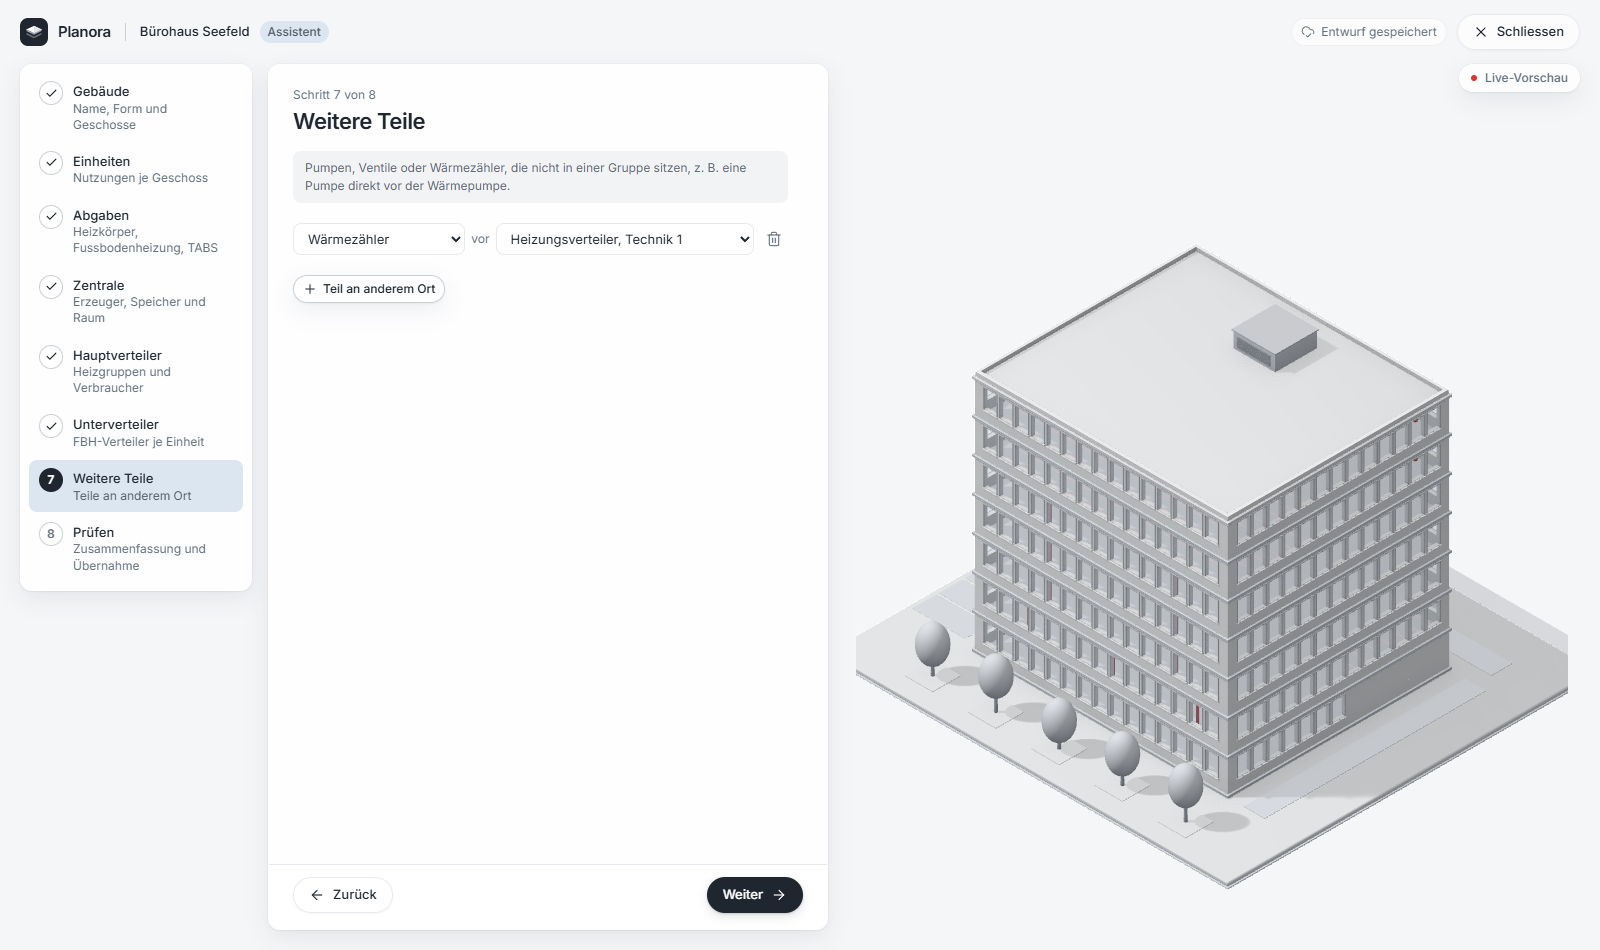 Planora
Bürohaus Seefeld
Assistent
Entwurf gespeichert
Schliessen
Live-Vorschau
Gebäude
Name, Form und
Geschosse
Einheiten
Nutzungen je Geschoss
Abgaben
Heizkörper,
Fussbodenheizung, TABS
Zentrale
Erzeuger, Speicher und
Raum
Hauptverteiler
Heizgruppen und
Verbraucher
Unterverteiler
FBH-Verteiler je Einheit
7
Weitere Teile
Teile an anderem Ort
8
Prüfen
Zusammenfassung und
Übernahme
Schritt 7 von 8
Weitere Teile
Pumpen, Ventile oder Wärmezähler, die nicht in einer Gruppe sitzen, z. B. eine
Pumpe direkt vor der Wärmepumpe.
Wärmezähler vor Heizungsverteiler, Technik 1
Teil an anderem Ort
Zurück
Weiter